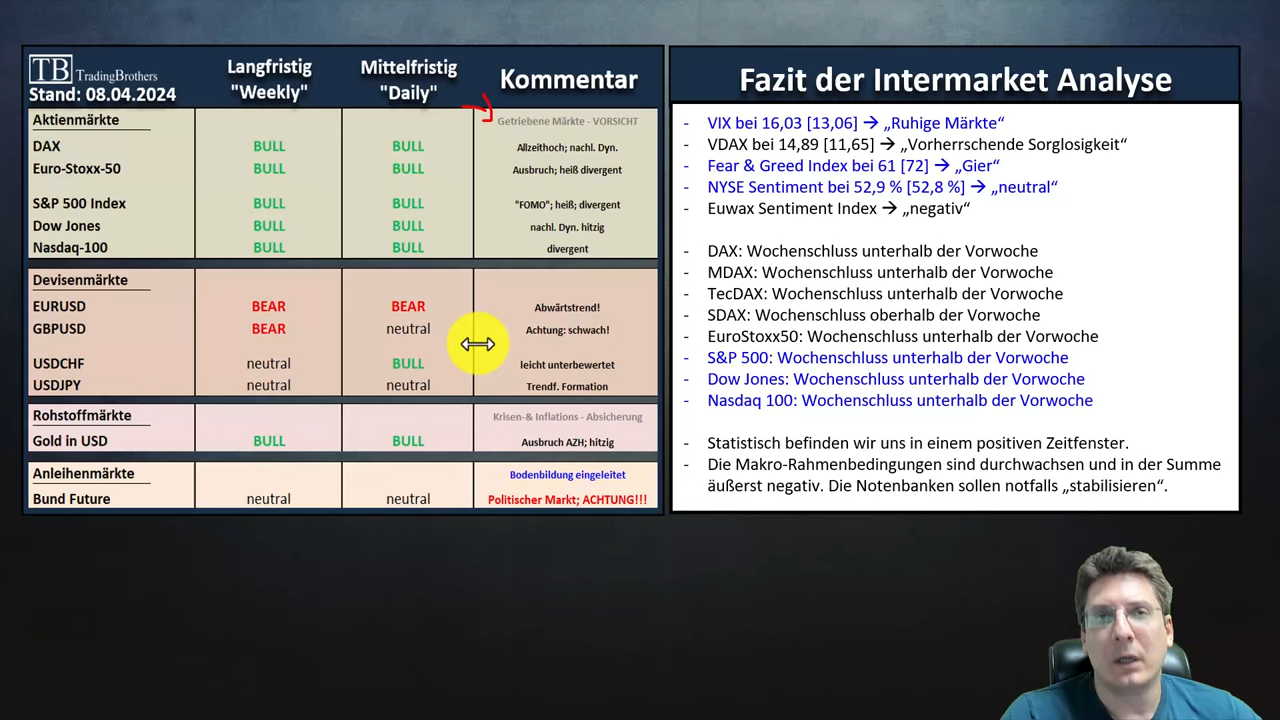 TB TradingBrothers
Stand: 08.04.2024
Langfristig "Weekly"
Mittelfristig "Daily"
Kommentar
Aktienmärkte Getriebene Märkte - VORSICHT
DAX BULL BULL Allzeithoch; nachl. Dyn.
Euro-Stoxx-50 BULL BULL Ausbruch; heiß divergent
S&P 500 Index BULL BULL "FOMO"; heiß; divergent
Dow Jones BULL BULL nachl. Dyn. hitzig
Nasdaq-100 BULL BULL divergent
Devisenmärkte
EURUSD BEAR BEAR Abwärtstrend!
GBPUSD BEAR neutral Achtung: schwach!
USDCHF neutral BULL leicht unterbewertet
USDJPY neutral neutral Trendf. Formation
Rohstoffmärkte Krisen-& Inflations - Absicherung
Gold in USD BULL BULL Ausbruch AZH; hitzig
Anleihenmärkte Bodenbildung eingeleitet
Bund Future neutral neutral Politischer Markt; ACHTUNG!!!
Fazit der Intermarket Analyse
- VIX bei 16,03 [13,06] → „Ruhige Märkte“
- VDAX bei 14,89 [11,65] → „Vorherrschende Sorglosigkeit“
- Fear & Greed Index bei 61 [72] → „Gier“
- NYSE Sentiment bei 52,9 % [52,8 %] → „neutral“
- Euwax Sentiment Index → „negativ“
- DAX: Wochenschluss unterhalb der Vorwoche
- MDAX: Wochenschluss unterhalb der Vorwoche
- TecDAX: Wochenschluss unterhalb der Vorwoche
- SDAX: Wochenschluss oberhalb der Vorwoche
- EuroStoxx50: Wochenschluss unterhalb der Vorwoche
- S&P 500: Wochenschluss unterhalb der Vorwoche
- Dow Jones: Wochenschluss unterhalb der Vorwoche
- Nasdaq 100: Wochenschluss unterhalb der Vorwoche
- Statistisch befinden wir uns in einem positiven Zeitfenster.
- Die Makro-Rahmenbedingungen sind durchwachsen und in der Summe
äußerst negativ. Die Notenbanken sollen notfalls „stabilisieren“.